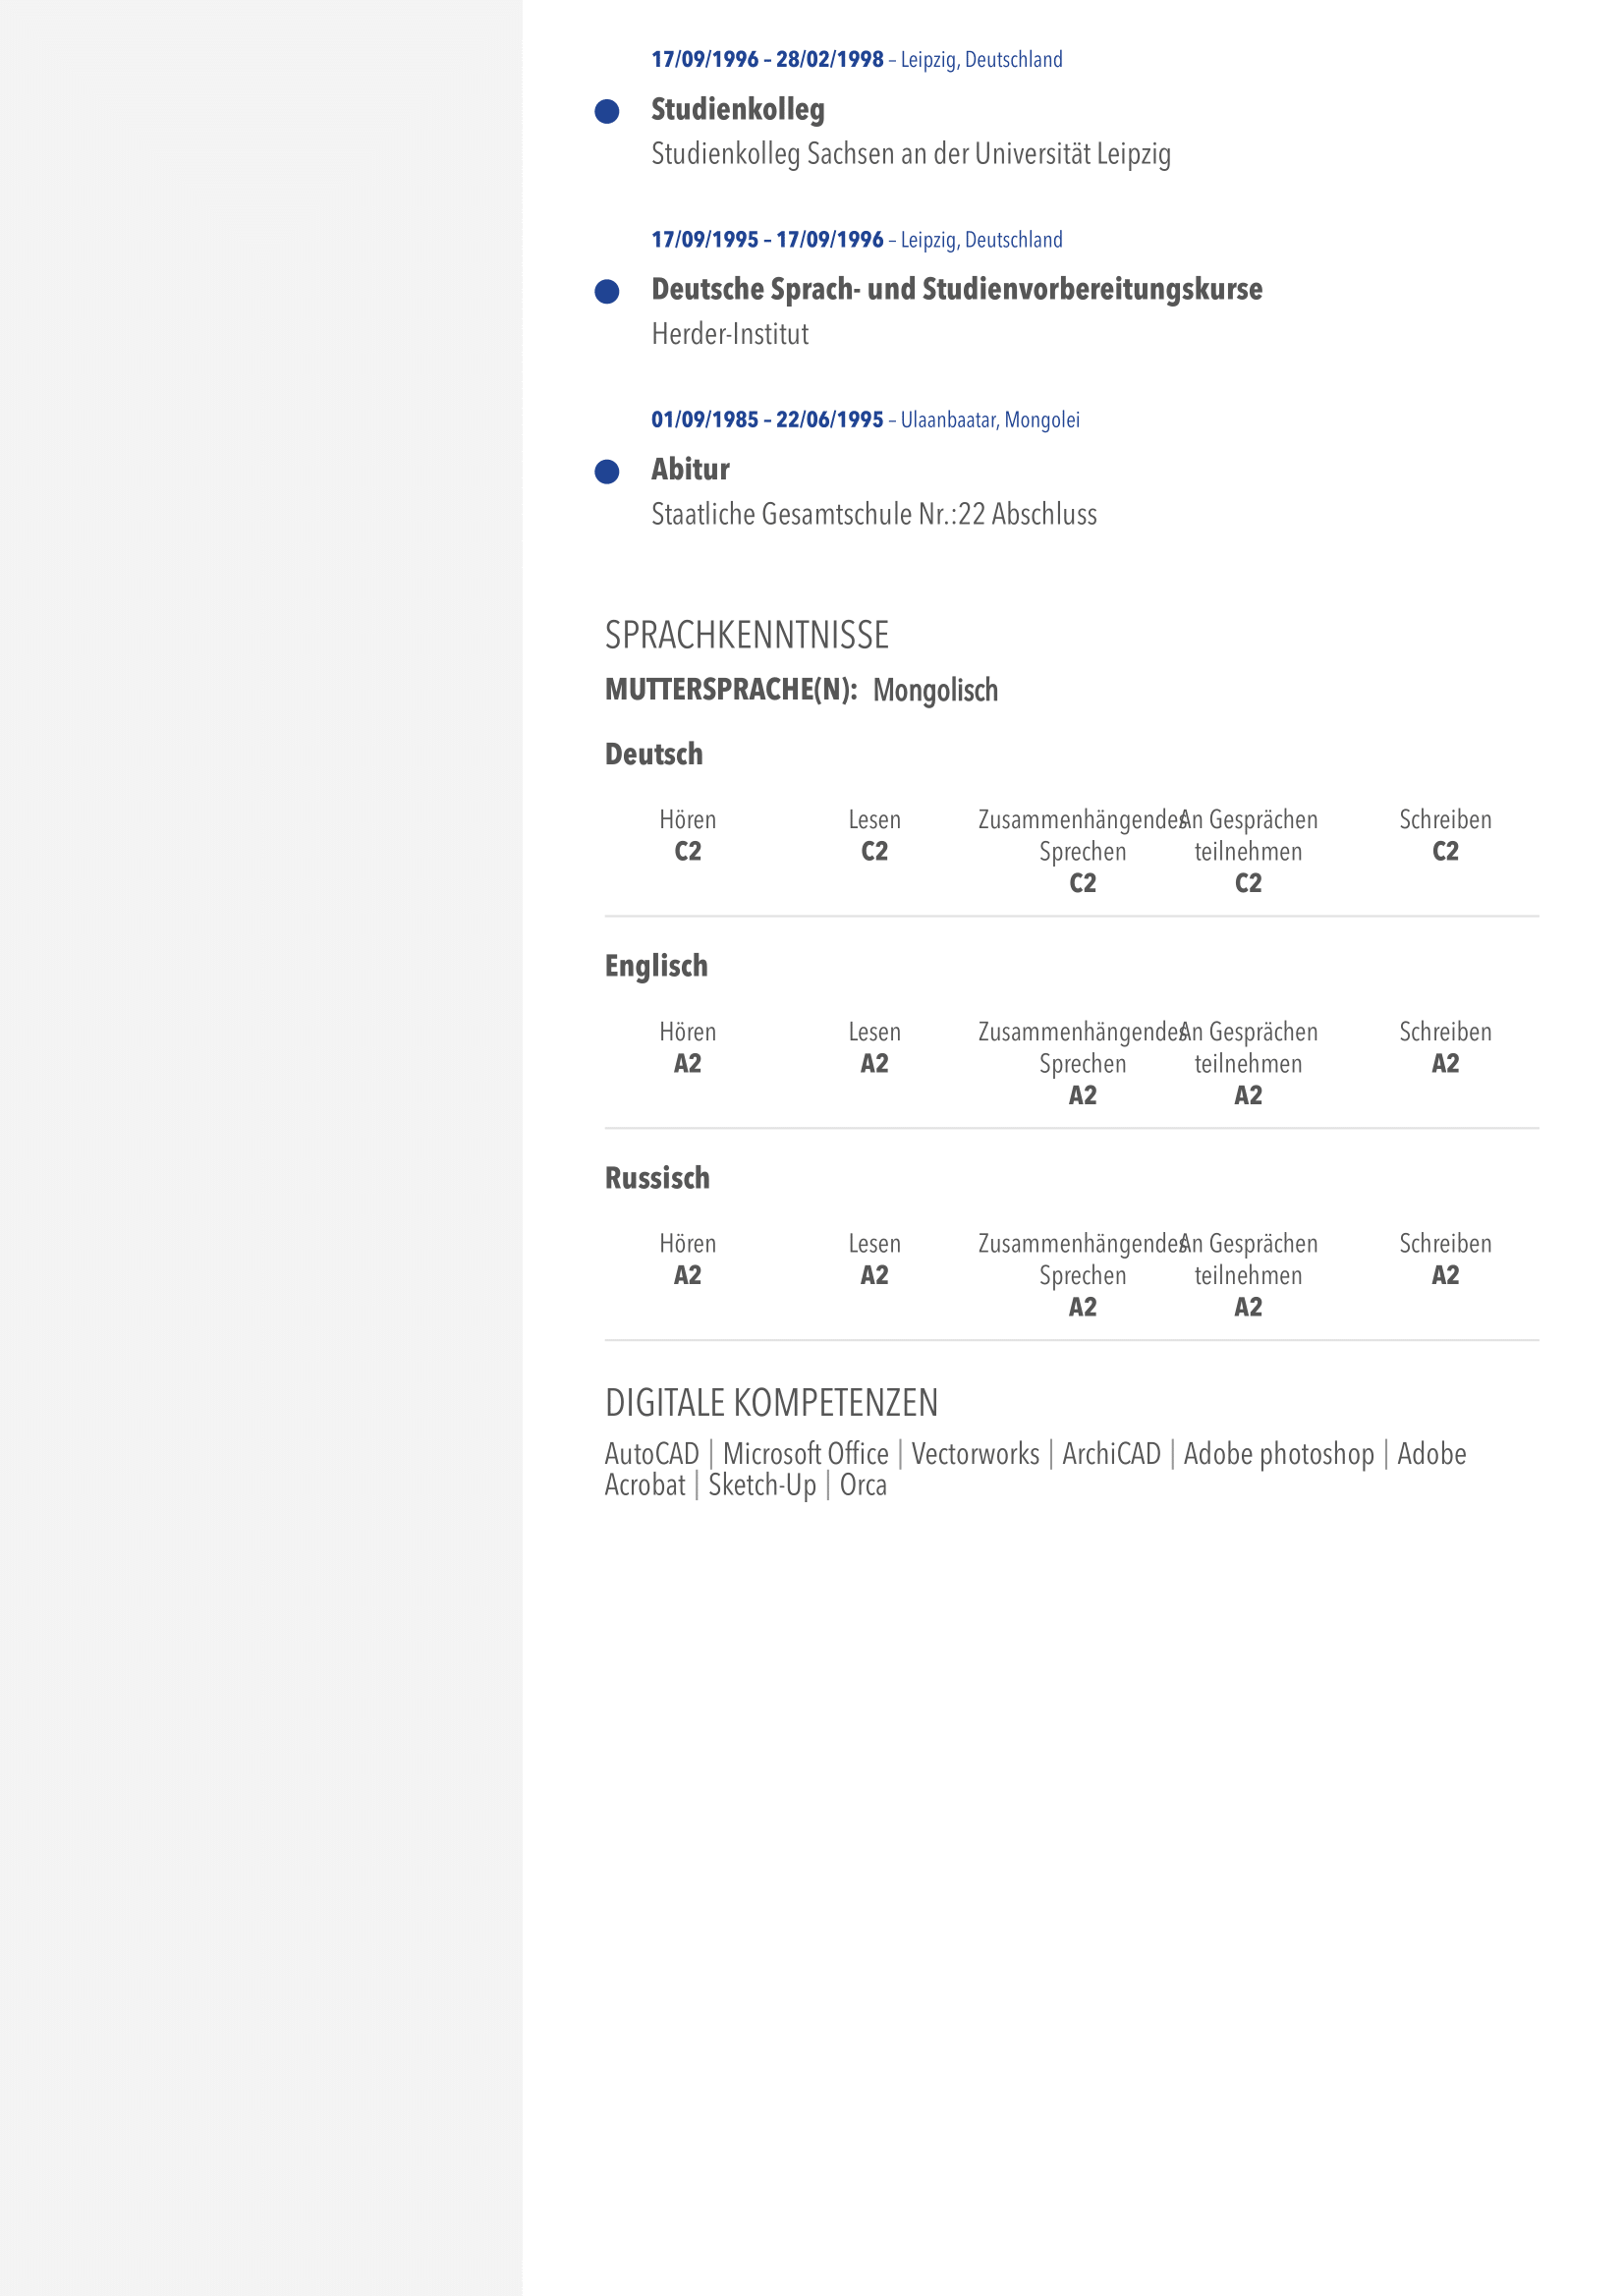 17/09/1996 – 28/02/1998 – Leipzig, Deutschland
Studienkolleg
Studienkolleg Sachsen an der Universität Leipzig
17/09/1995 – 17/09/1996 – Leipzig, Deutschland
Deutsche Sprach- und Studienvorbereitungskurse
Herder-Institut
01/09/1985 – 22/06/1995 – Ulaanbaatar, Mongolei
Abitur
Staatliche Gesamtschule Nr.:22 Abschluss
SPRACHKENNTNISSE
MUTTERSPRACHE(N): Mongolisch
Deutsch
Hören Lesen Zusammenhängendes An Gesprächen Schreiben
C2 C2 Sprechen teilnehmen C2
C2 C2
Englisch
Hören Lesen Zusammenhängendes An Gesprächen Schreiben
A2 A2 Sprechen teilnehmen A2
A2 A2
Russisch
Hören Lesen Zusammenhängendes An Gesprächen Schreiben
A2 A2 Sprechen teilnehmen A2
A2 A2
DIGITALE KOMPETENZEN
AutoCAD | Microsoft Office | Vectorworks | ArchiCAD | Adobe photoshop | Adobe
Acrobat | Sketch-Up | Orca